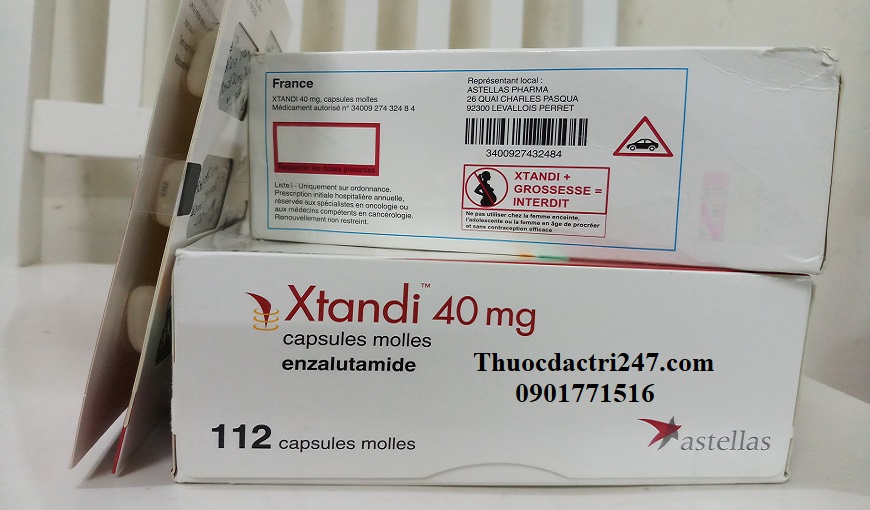 France
XTANDI 40 mg, capsules molles
Médicament autorisé n° 34009 274 324 8 4
Respecter les doses prescrites
Liste I - Uniquement sur ordonnance.
Prescription initiale hospitalière annuelle,
réservée aux spécialistes en oncologie ou
aux médecins compétents en cancérologie.
Renouvellement non restreint.
Représentant local :
ASTELLAS PHARMA
26 QUAI CHARLES PASQUA
92300 LEVALLOIS PERRET
3400927432484
XTANDI +
GROSSESSE =
INTERDIT
Ne pas utiliser chez la femme enceinte,
l'adolescente ou la femme en âge de procréer
et sans contraception efficace
Xtandi™ 40 mg
capsules molles
enzalutamide
Thuocdactri247.com
0901771516
112 capsules molles
astellas